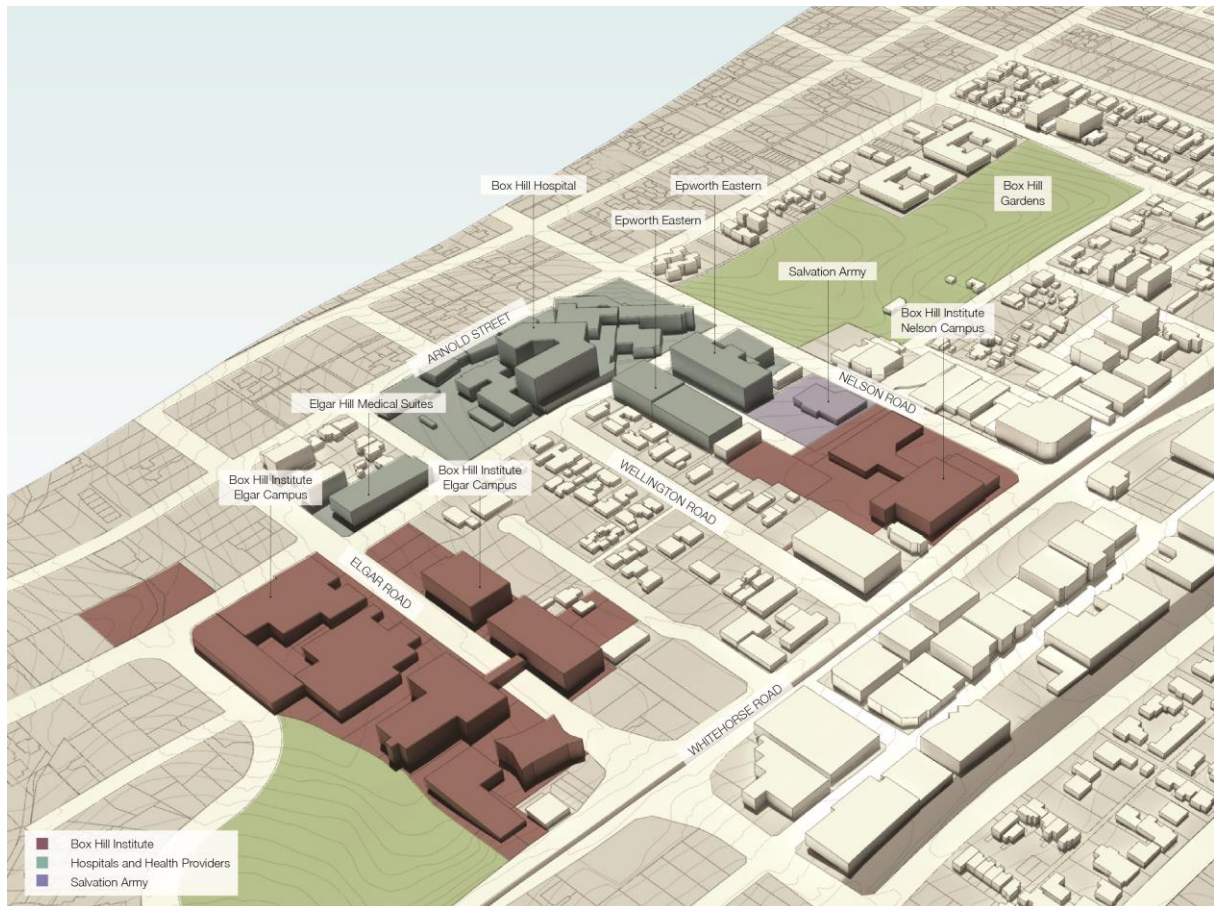 Box Hill Hospital
Epworth Eastern
Epworth Eastern
Box Hill
Gardens
Salvation Army
Box Hill Institute
Nelson Campus
ARNOLD STREET
NELSON ROAD
Elgar Hill Medical Suites
Box Hill Institute
Elgar Campus
Box Hill Institute
Elgar Campus
WELLINGTON ROAD
ELGAR ROAD
WHITEHORSE ROAD
Box Hill Institute
Hospitals and Health Providers
Salvation Army